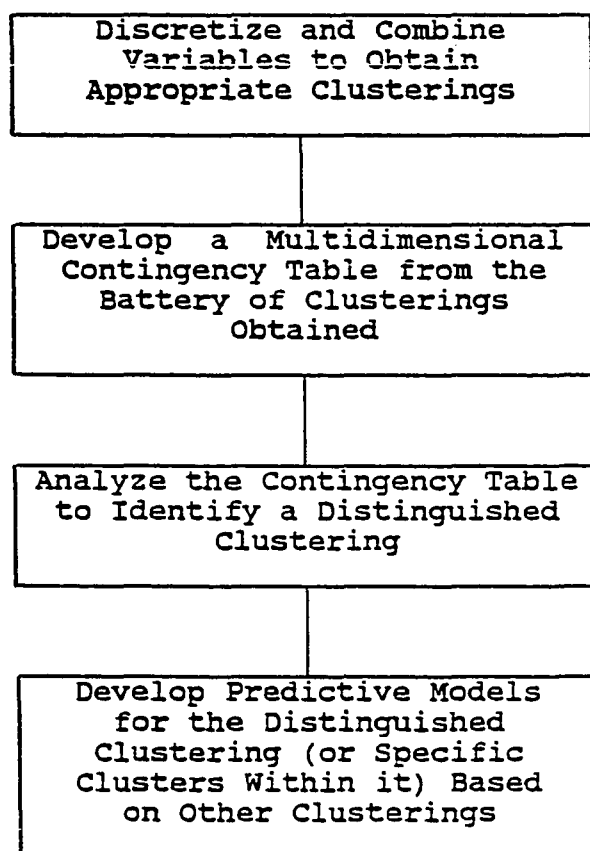 Discretize and Combine
Variables to Obtain
Appropriate Clusterings
Develop a Multidimensional
Contingency Table from the
Battery of Clusterings
Obtained
Analyze the Contingency Table
to Identify a Distinguished
Clustering
Develop Predictive Models
for the Distinguished
Clustering (or Specific
Clusters Within it) Based
on Other Clusterings